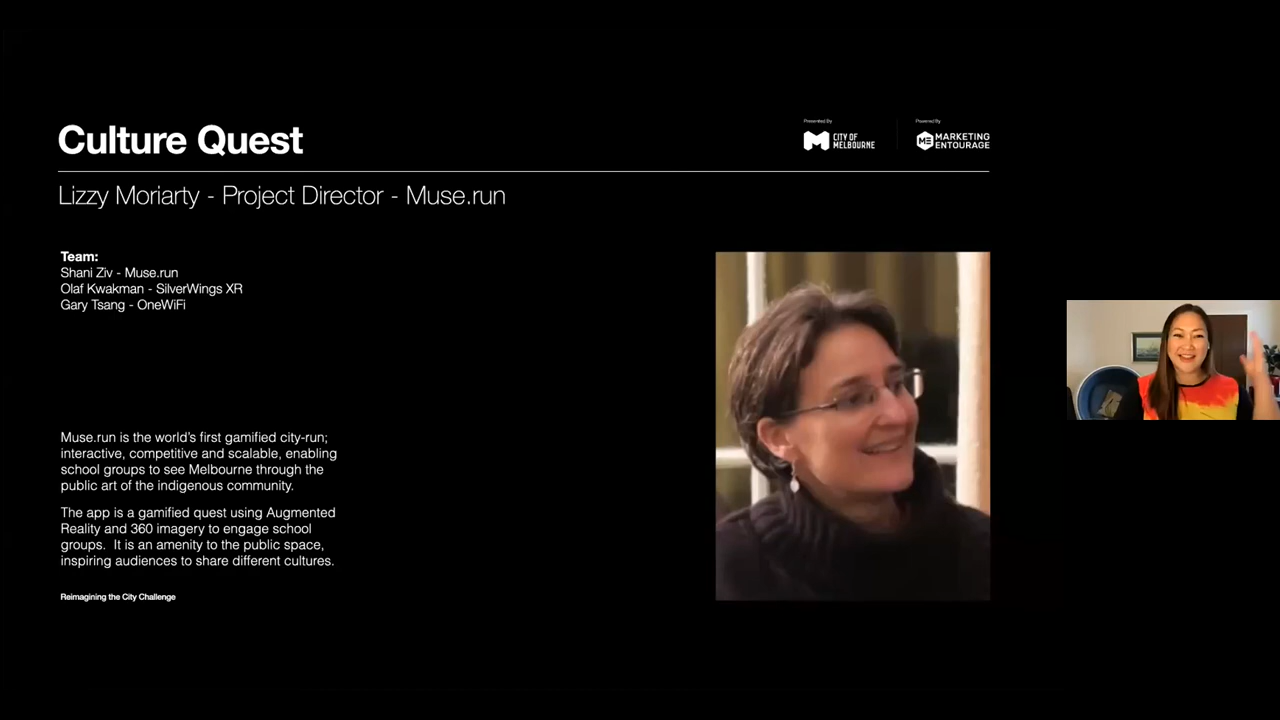 Culture Quest
Presented By
CITY OF
MELBOURNE
Powered By
ME
MARKETING
ENTOURAGE
Lizzy Moriarty - Project Director - Muse.run
Team:
Shani Ziv - Muse.run
Olaf Kwakman - SilverWings XR
Gary Tsang - OneWiFi
Muse.run is the world’s first gamified city-run;
interactive, competitive and scalable, enabling
school groups to see Melbourne through the
public art of the indigenous community.
The app is a gamified quest using Augmented
Reality and 360 imagery to engage school
groups.  It is an amenity to the public space,
inspiring audiences to share different cultures.
Reimagining the City Challenge